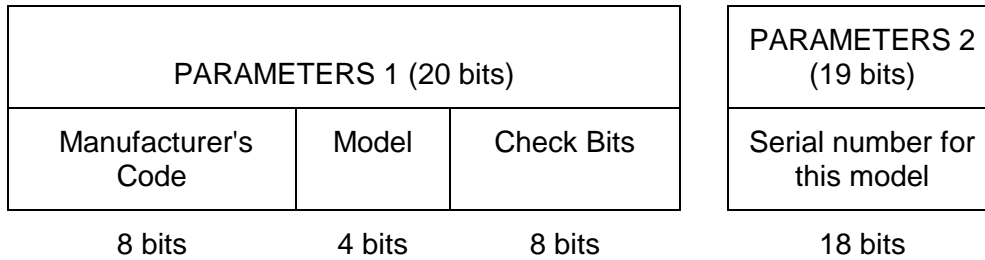 PARAMETERS 1 (20 bits)
PARAMETERS 2
(19 bits)
Manufacturer's
Code
Model
Check Bits
Serial number for
this model
8 bits
4 bits
8 bits
18 bits